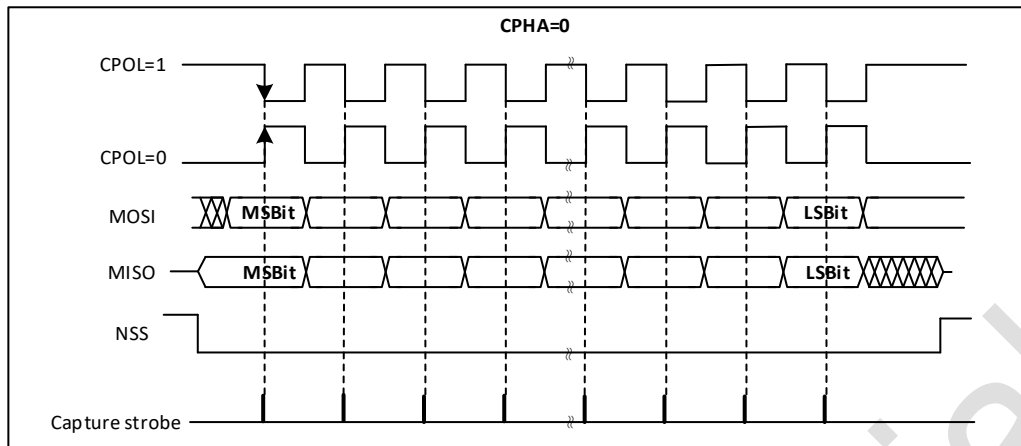 CPHA=0
CPOL=1
CPOL=0
MOSI MSBit LSBit
MISO MSBit LSBit
NSS
Capture strobe